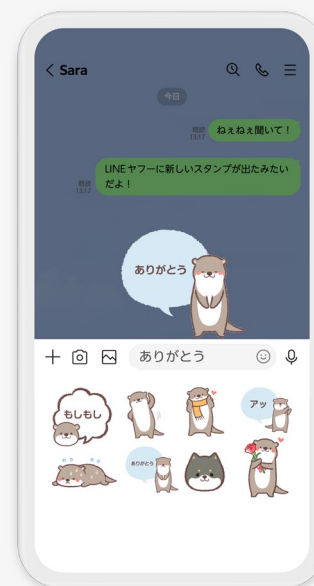 Sara
今日
既読
13:17
ねぇねぇ聞いて！
LINEヤフーに新しいスタンプが出たみたい
だよ！
既読
13:17
ありがとう
ありがとう
もしもし
アッ
ありがとう